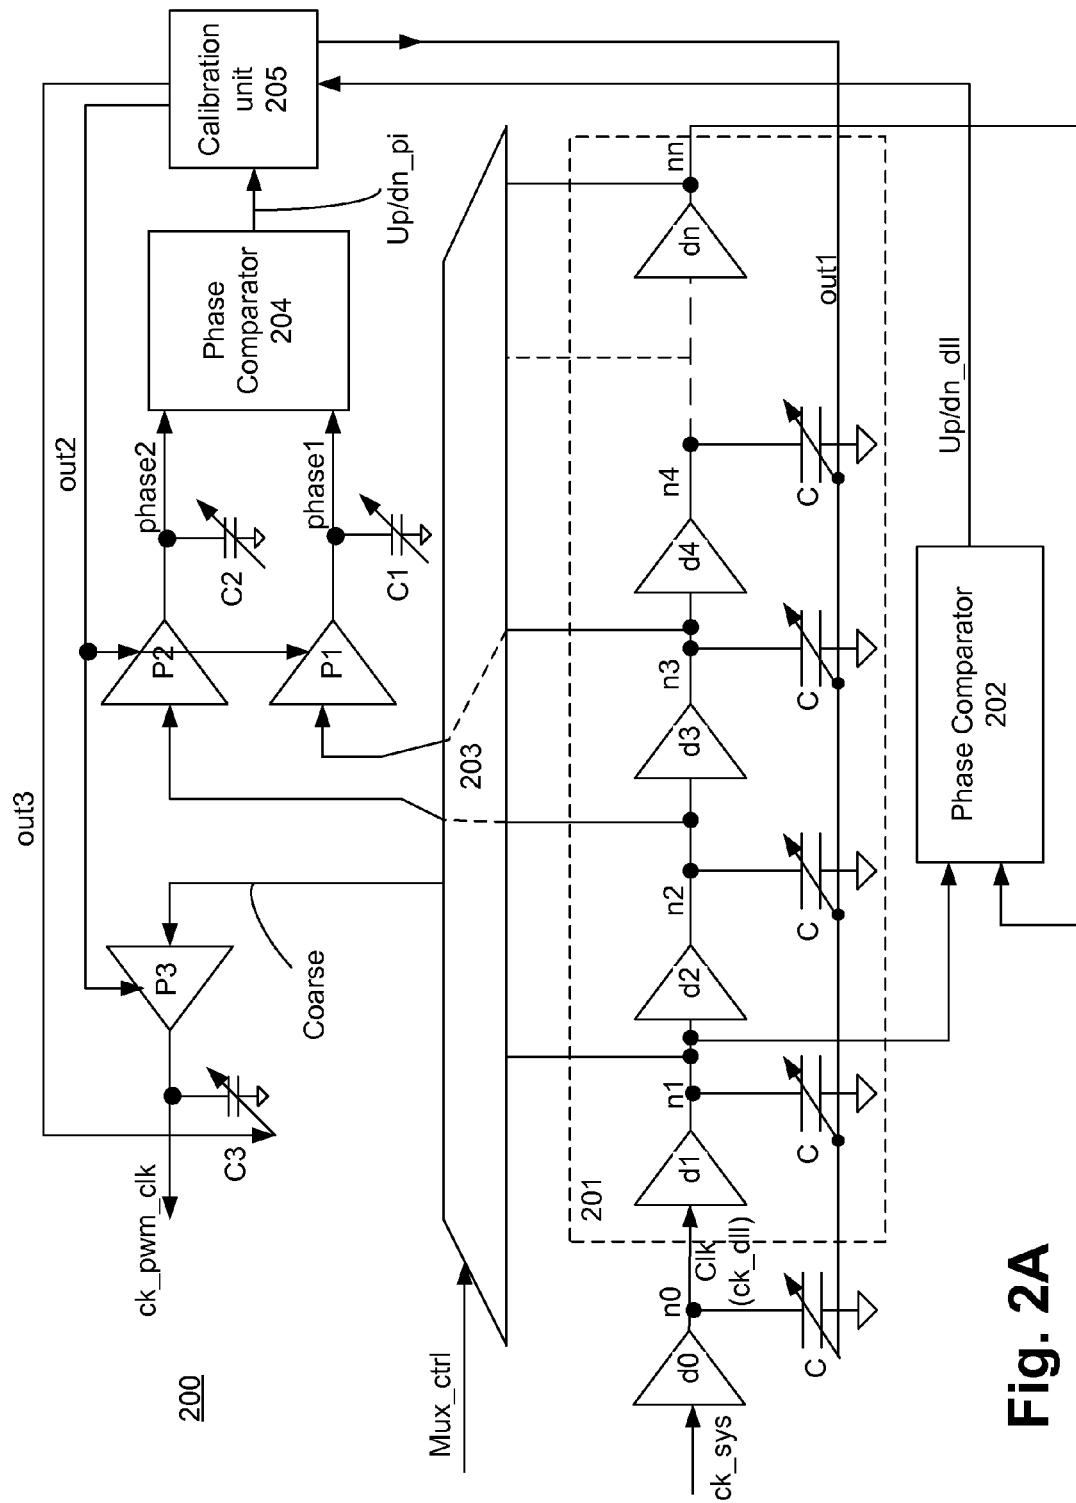 200
ck_pwm_clk
out3
out2
C3
P3
Coarse
P2
P1
C2
C1
phase2
phase1
Phase
Comparator
204
Calibration
unit
205
Up/dn_pi
Mux_ctrl
203
201
ck_sys
d0
n0
Clk
(ck_dll)
d1
n1
d2
n2
d3
n3
d4
n4
dn
nn
C
C
C
C
C
out1
Phase Comparator
202
Up/dn_dll
Fig. 2A